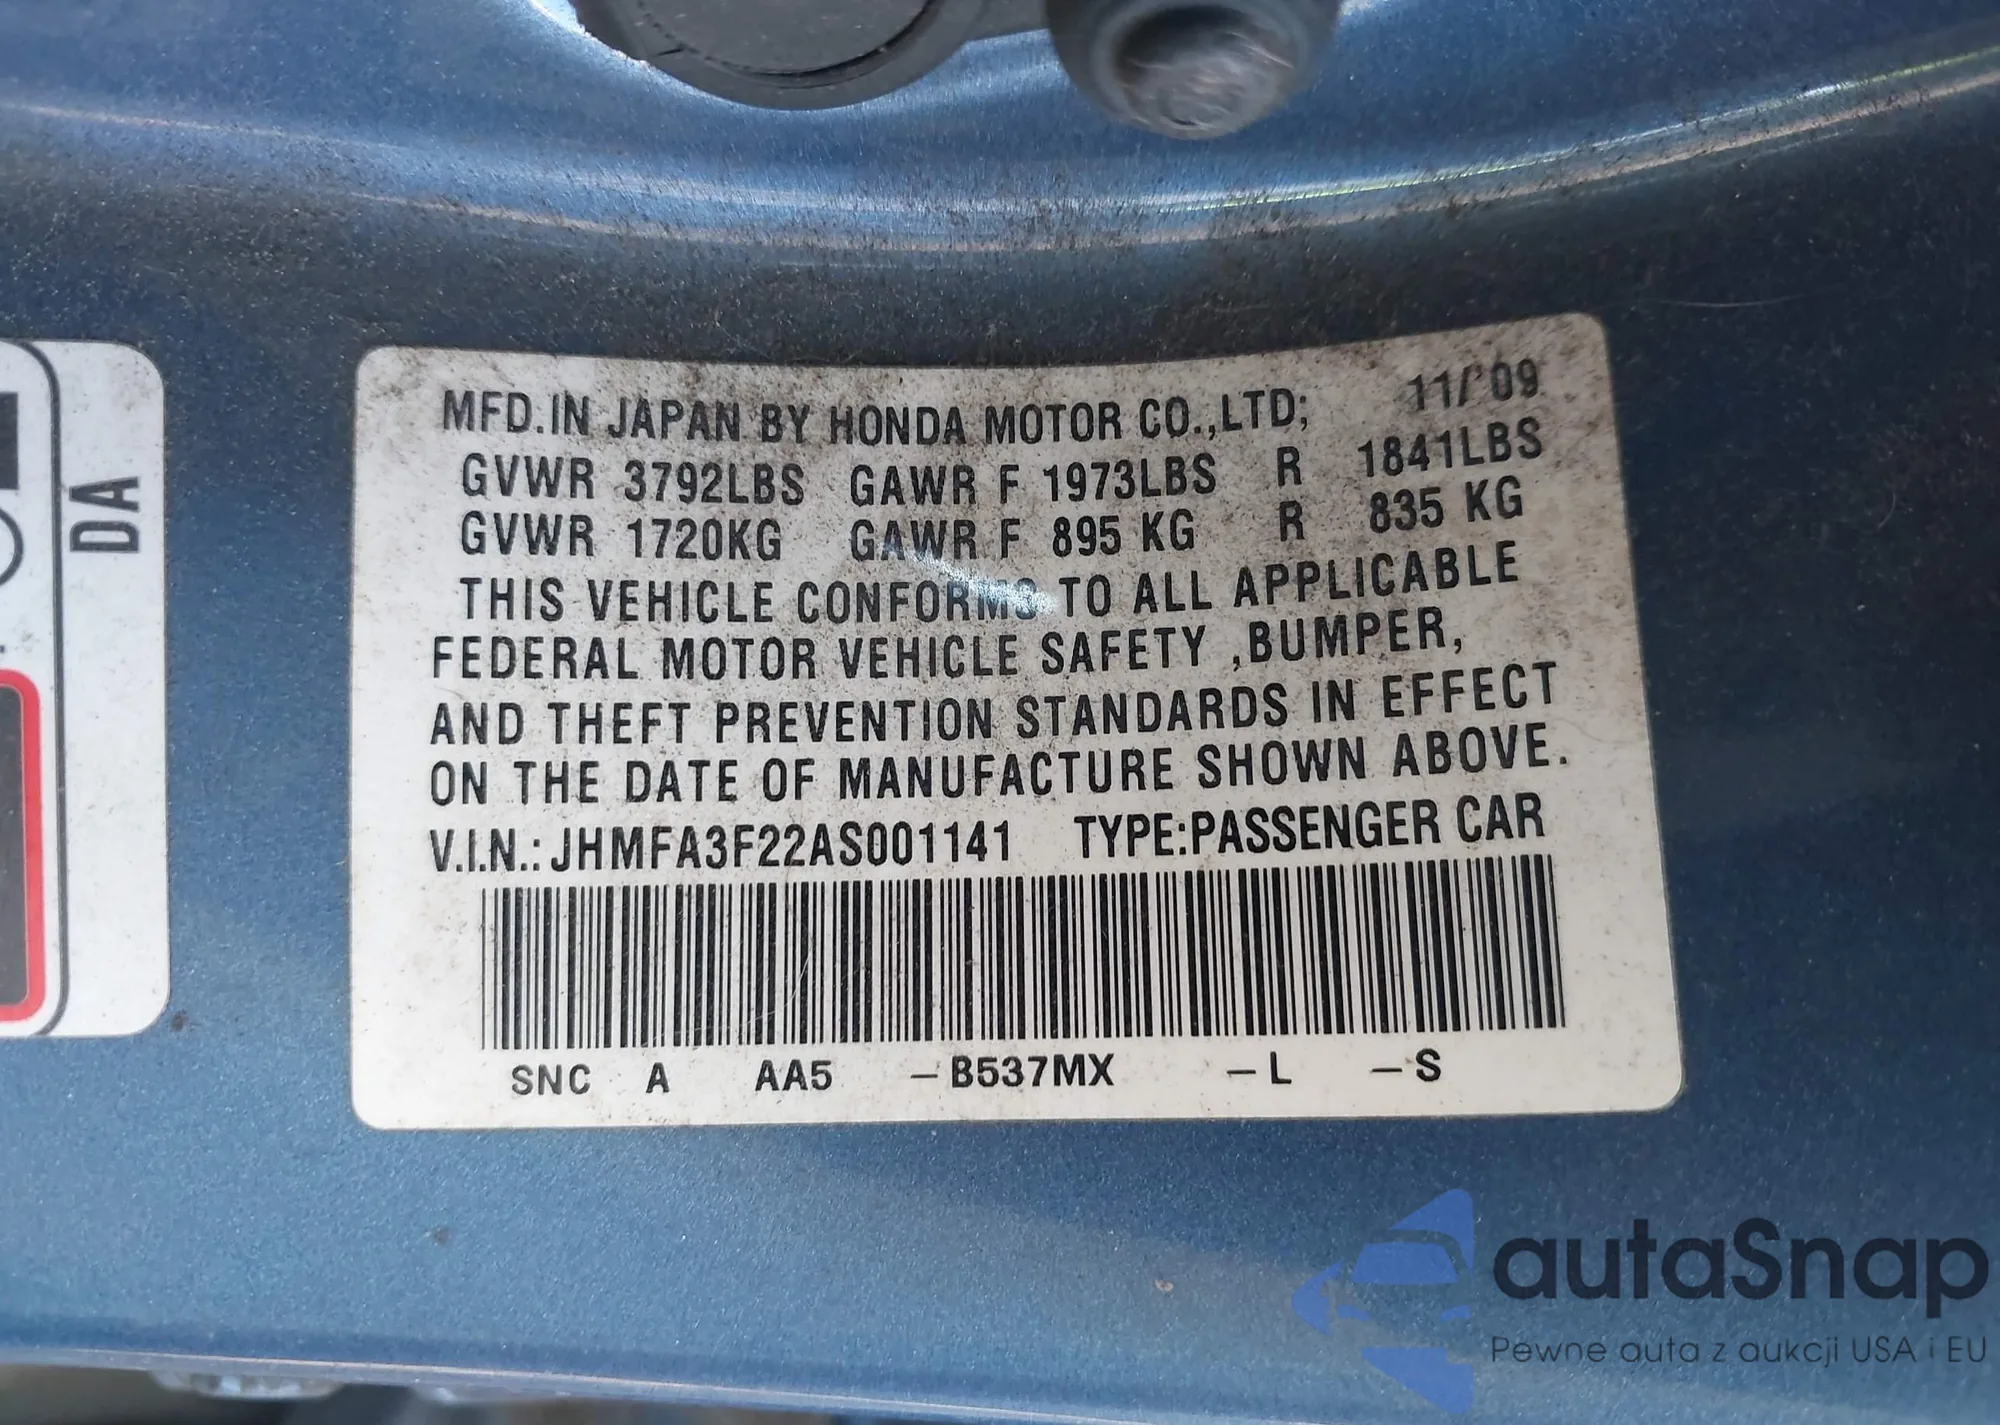 MFD.IN JAPAN BY HONDA MOTOR CO.,LTD; 11/'09
GVWR 3792LBS GAWR F 1973LBS R 1841LBS
GVWR 1720KG GAWR F 895 KG R 835 KG
THIS VEHICLE CONFORMS TO ALL APPLICABLE
FEDERAL MOTOR VEHICLE SAFETY ,BUMPER,
AND THEFT PREVENTION STANDARDS IN EFFECT
ON THE DATE OF MANUFACTURE SHOWN ABOVE.
V.I.N.: JHMFA3F22AS001141 TYPE:PASSENGER CAR
SNC A AA5 –B537MX –L –S
DA
autaSnap
Pewne auta z aukcji USA i EU